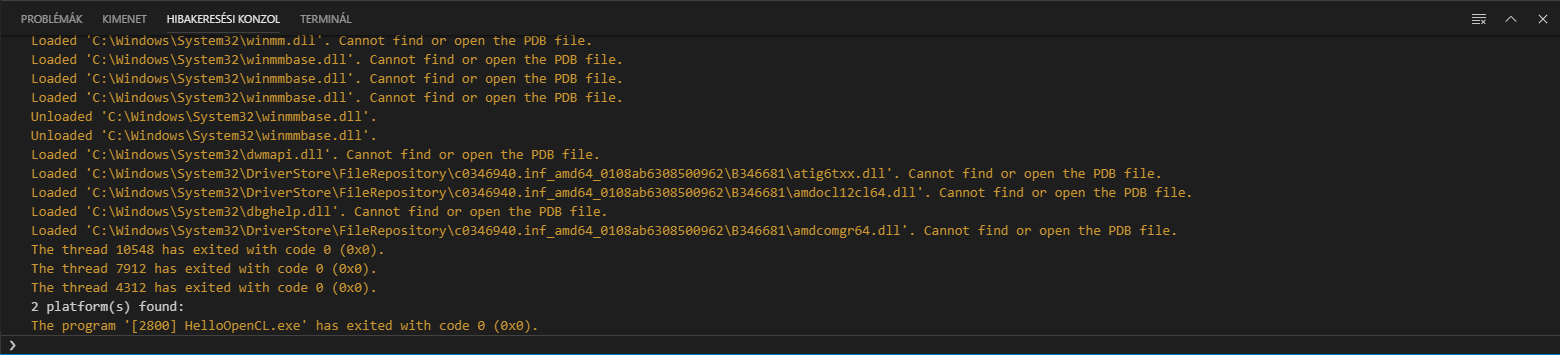 PROBLÉMÁK KIMENET HIBAKERESÉSI KONZOL TERMINÁL
Loaded 'C:\Windows\System32\winmm.dll'. Cannot find or open the PDB file.
Loaded 'C:\Windows\System32\winmmbase.dll'. Cannot find or open the PDB file.
Loaded 'C:\Windows\System32\winmmbase.dll'. Cannot find or open the PDB file.
Loaded 'C:\Windows\System32\winmmbase.dll'. Cannot find or open the PDB file.
Unloaded 'C:\Windows\System32\winmmbase.dll'.
Unloaded 'C:\Windows\System32\winmmbase.dll'.
Loaded 'C:\Windows\System32\dwmapi.dll'. Cannot find or open the PDB file.
Loaded 'C:\Windows\System32\DriverStore\FileRepository\c0346940.inf_amd64_0108ab6308500962\B346681\atig6txx.dll'. Cannot find or open the PDB file.
Loaded 'C:\Windows\System32\DriverStore\FileRepository\c0346940.inf_amd64_0108ab6308500962\B346681\amdocl12cl64.dll'. Cannot find or open the PDB file.
Loaded 'C:\Windows\System32\dbghelp.dll'. Cannot find or open the PDB file.
Loaded 'C:\Windows\System32\DriverStore\FileRepository\c0346940.inf_amd64_0108ab6308500962\B346681\amdcomgr64.dll'. Cannot find or open the PDB file.
The thread 10548 has exited with code 0 (0x0).
The thread 7912 has exited with code 0 (0x0).
The thread 4312 has exited with code 0 (0x0).
2 platform(s) found:
The program '[2800] HelloOpenCL.exe' has exited with code 0 (0x0).